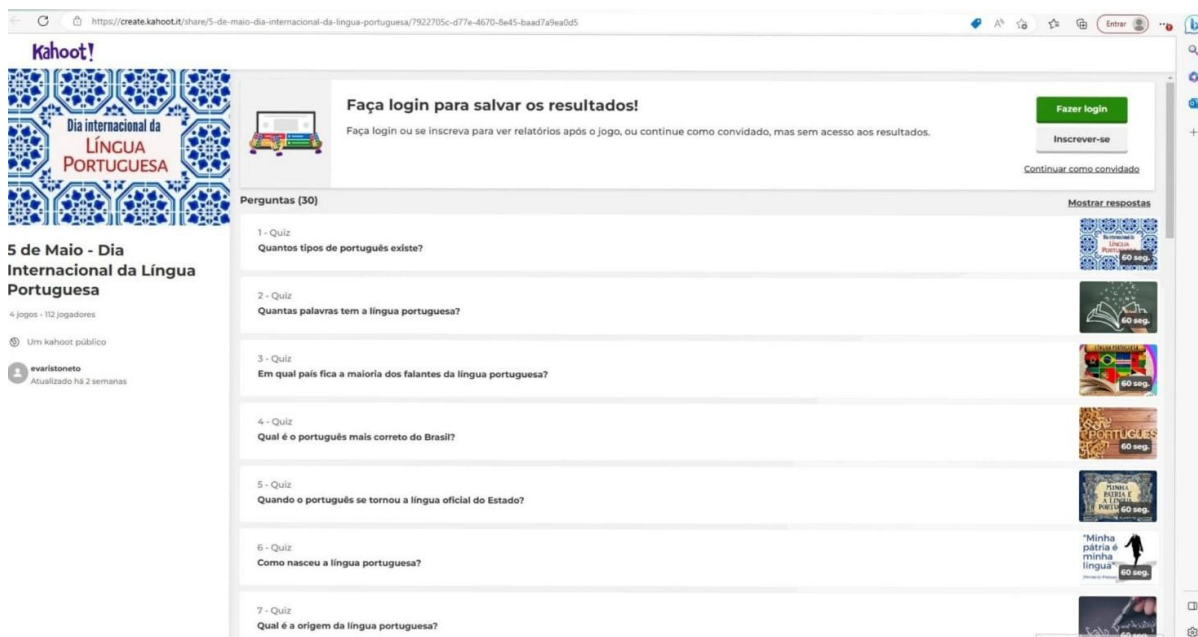 https://create.kahoot.it/share/5-de-maio-dia-internacional-da-lingua-portuguesa/7922705c-d77e-4670-8e45-baad7a9ea0d5
Entrar
Kahoot!
Dia internacional da
LÍNGUA
PORTUGUESA
5 de Maio - Dia
Internacional da Língua
Portuguesa
4 jogos · 112 jogadores
Um kahoot público
evaristoneto
Atualizado há 2 semanas
Faça login para salvar os resultados!
Faça login ou se inscreva para ver relatórios após o jogo, ou continue como convidado, mas sem acesso aos resultados.
Fazer login
Inscrever-se
Continuar como convidado
Perguntas (30)
Mostrar respostas
1 - Quiz
Quantos tipos de português existe?
60 seg.
2 - Quiz
Quantas palavras tem a língua portuguesa?
60 seg.
3 - Quiz
Em qual país fica a maioria dos falantes da língua portuguesa?
60 seg.
4 - Quiz
Qual é o português mais correto do Brasil?
PORTUGUES
60 seg.
5 - Quiz
Quando o português se tornou a língua oficial do Estado?
MINHA
PÁTRIA É
A LÍNGUA
60 seg.
6 - Quiz
Como nasceu a língua portuguesa?
"Minha
pátria é
minha
língua"
60 seg.
7 - Quiz
Qual é a origem da língua portuguesa?